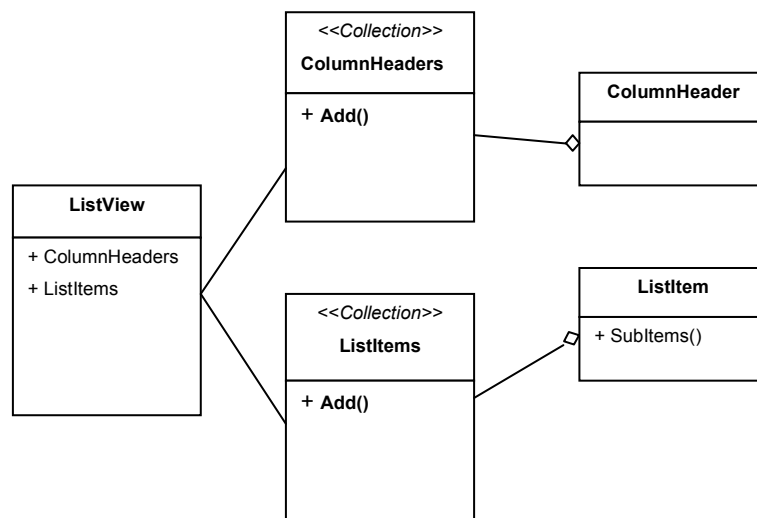 <<Collection>>
ColumnHeaders
+ Add()
ColumnHeader
ListView
+ ColumnHeaders
+ ListItems
<<Collection>>
ListItems
+ Add()
ListItem
+ SubItems()